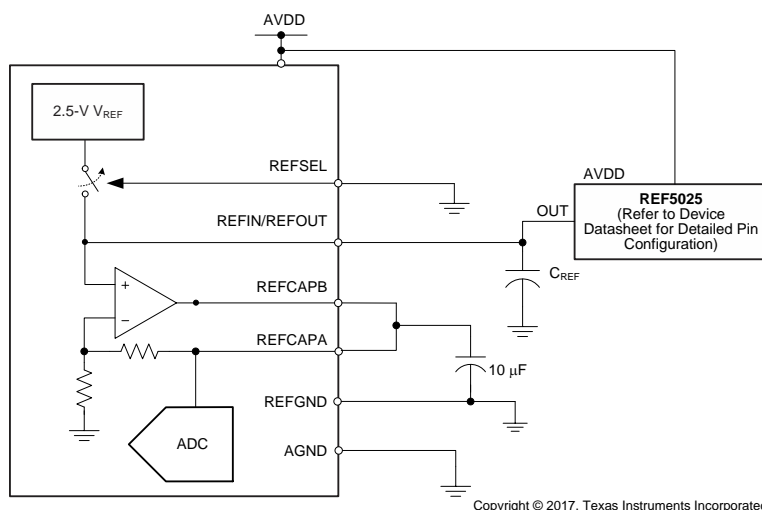 AVDD
2.5-V VREF
REFSEL
AVDD
REF5025
(Refer to Device
Datasheet for Detailed Pin
Configuration)
OUT
REFIN/REFOUT
CREF
REFCAPB
REFCAPA
10 μF
REFGND
ADC
AGND
Copyright © 2017, Texas Instruments Incorporated